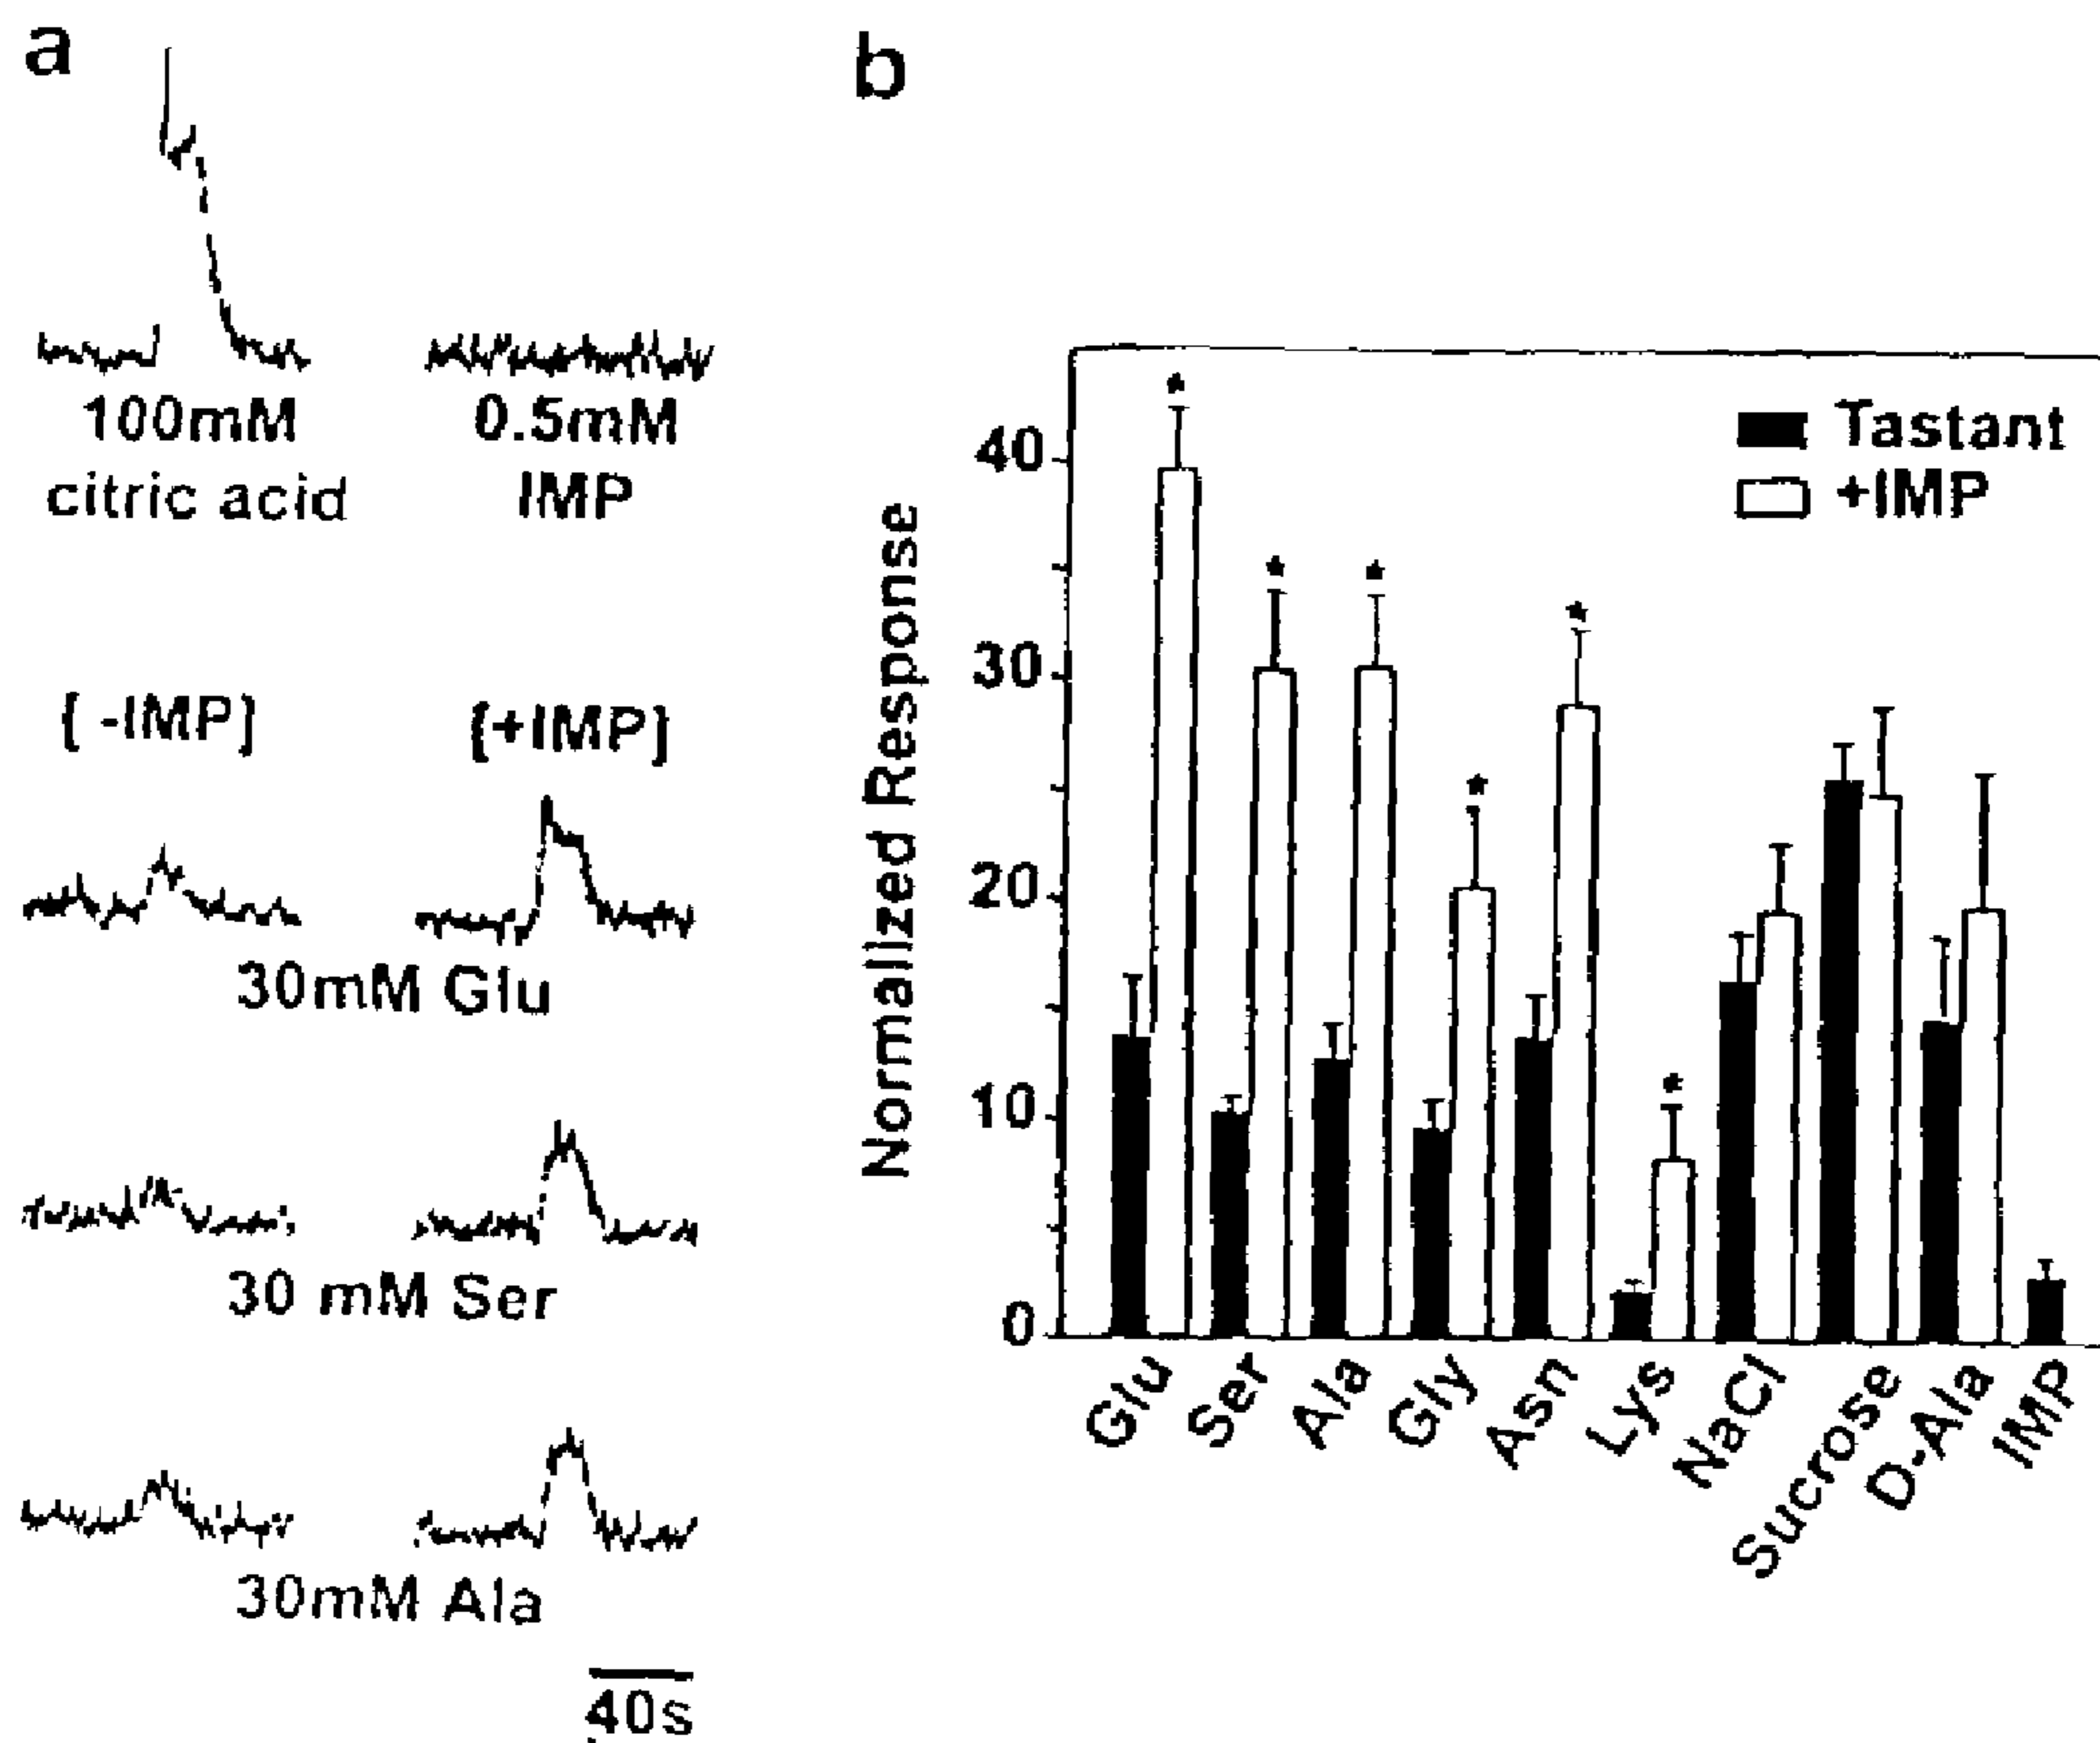 a
100mM
citric acid
0.5mM
IMP
[ -IMP]
[+IMP]
30mM Glu
30 mM Ser
30mM Ala
40s
b
Normalized Response
40
30
20
10
0
Tastant
+IMP
*
*
*
*
*
*
Glu
Ser
Ala
Gly
Asn
Lys
NaCl
Sucrose
D-Ala
IMP